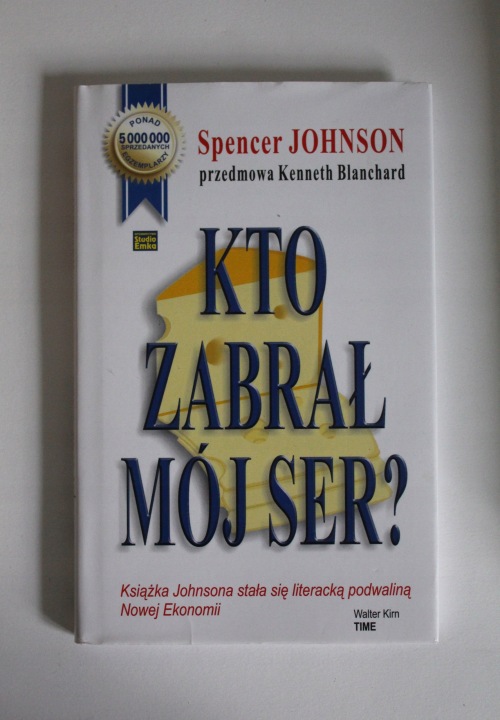 PONAD
5 000 000
SPRZEDANYCH
EGZEMPLARZY
Spencer JOHNSON
przedmowa Kenneth Blanchard
WYDAWNICTWO
Studio
Emka
KTO
ZABRAŁ
MÓJ SER?
Książka Johnsona stała się literacką podwaliną
Nowej Ekonomii
Walter Kirn
TIME